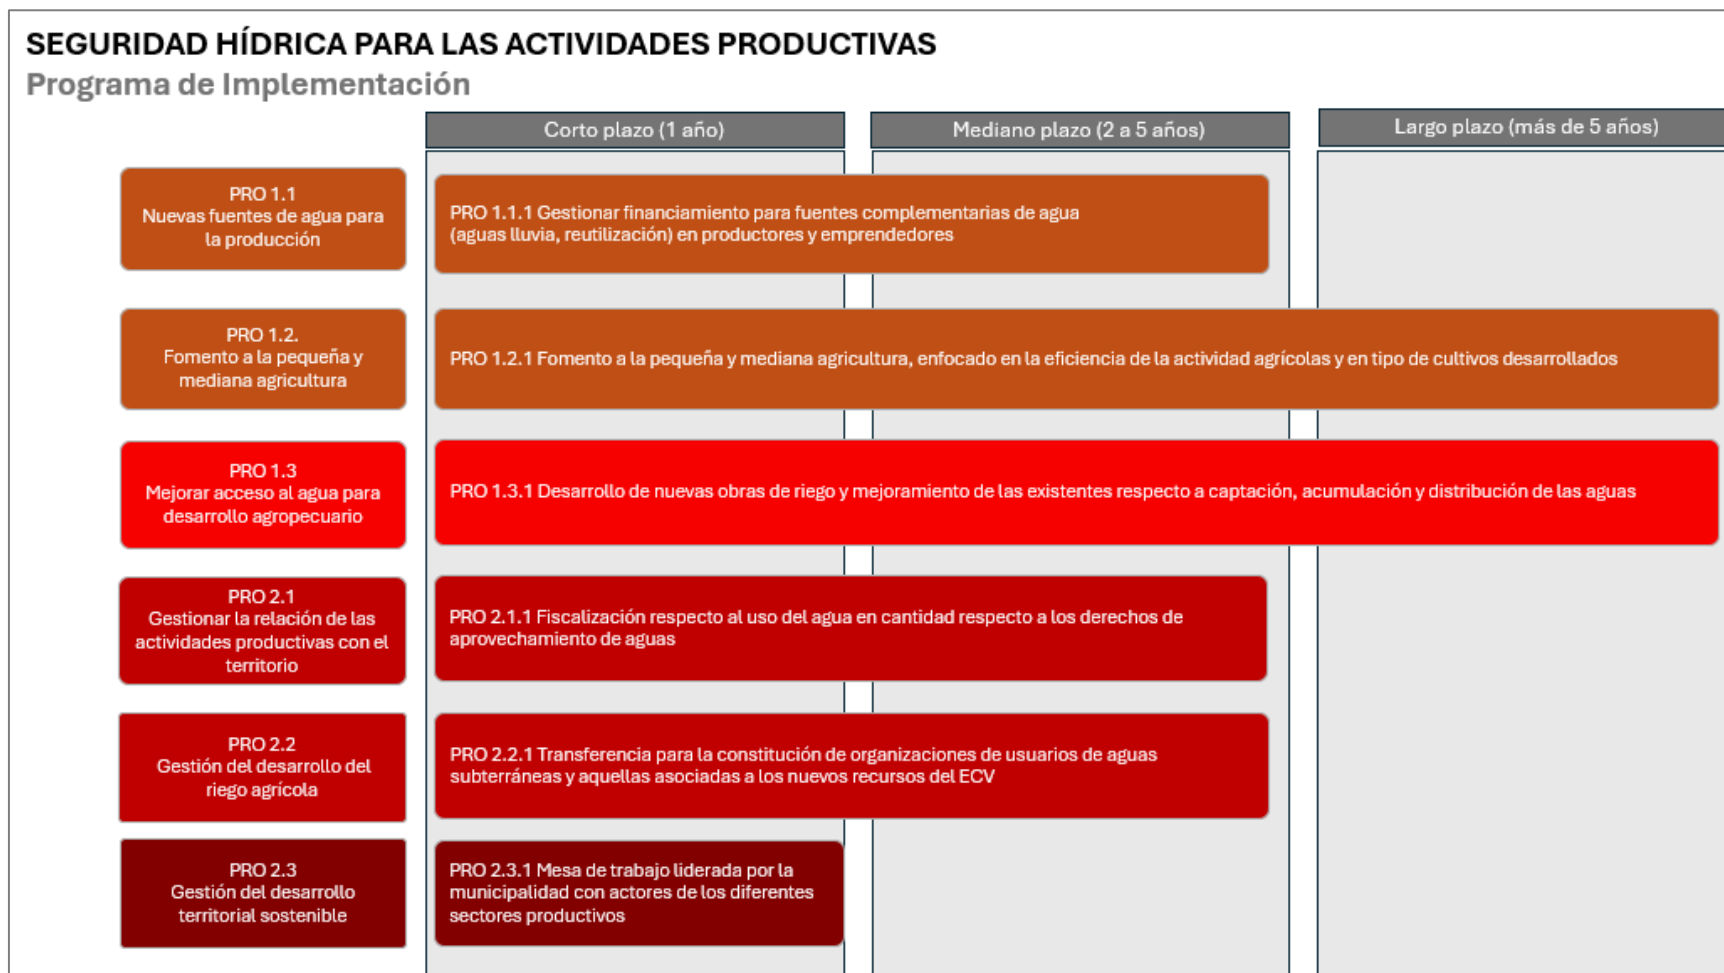 SEGURIDAD HÍDRICA PARA LAS ACTIVIDADES PRODUCTIVAS
Programa de Implementación
Corto plazo (1 año)
Mediano plazo (2 a 5 años)
Largo plazo (más de 5 años)
PRO 1.1
Nuevas fuentes de agua para
la producción
PRO 1.1.1 Gestionar financiamiento para fuentes complementarias de agua
(aguas lluvia, reutilización) en productores y emprendedores
PRO 1.2.
Fomento a la pequeña y
mediana agricultura
PRO 1.2.1 Fomento a la pequeña y mediana agricultura, enfocado en la eficiencia de la actividad agrícolas y en tipo de cultivos desarrollados
PRO 1.3
Mejorar acceso al agua para
desarrollo agropecuario
PRO 1.3.1 Desarrollo de nuevas obras de riego y mejoramiento de las existentes respecto a captación, acumulación y distribución de las aguas
PRO 2.1
Gestionar la relación de las
actividades productivas con el
territorio
PRO 2.1.1 Fiscalización respecto al uso del agua en cantidad respecto a los derechos de
aprovechamiento de aguas
PRO 2.2
Gestión del desarrollo del
riego agrícola
PRO 2.2.1 Transferencia para la constitución de organizaciones de usuarios de aguas
subterráneas y aquellas asociadas a los nuevos recursos del ECV
PRO 2.3
Gestión del desarrollo
territorial sostenible
PRO 2.3.1 Mesa de trabajo liderada por la
municipalidad con actores de los diferentes
sectores productivos